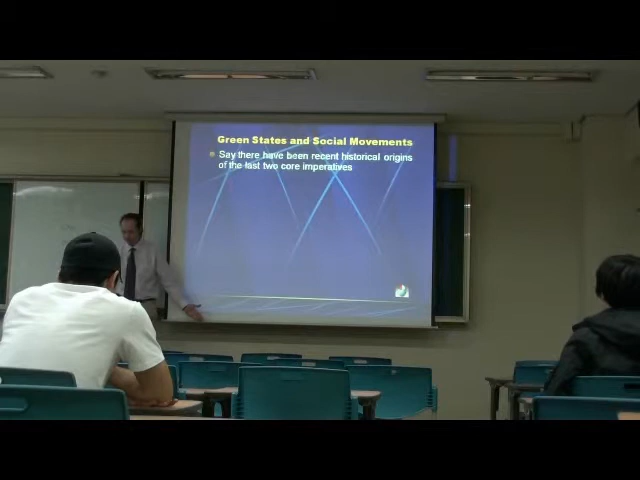 Green States and Social Movements
Say there have been recent historical origins
of the last two core imperatives